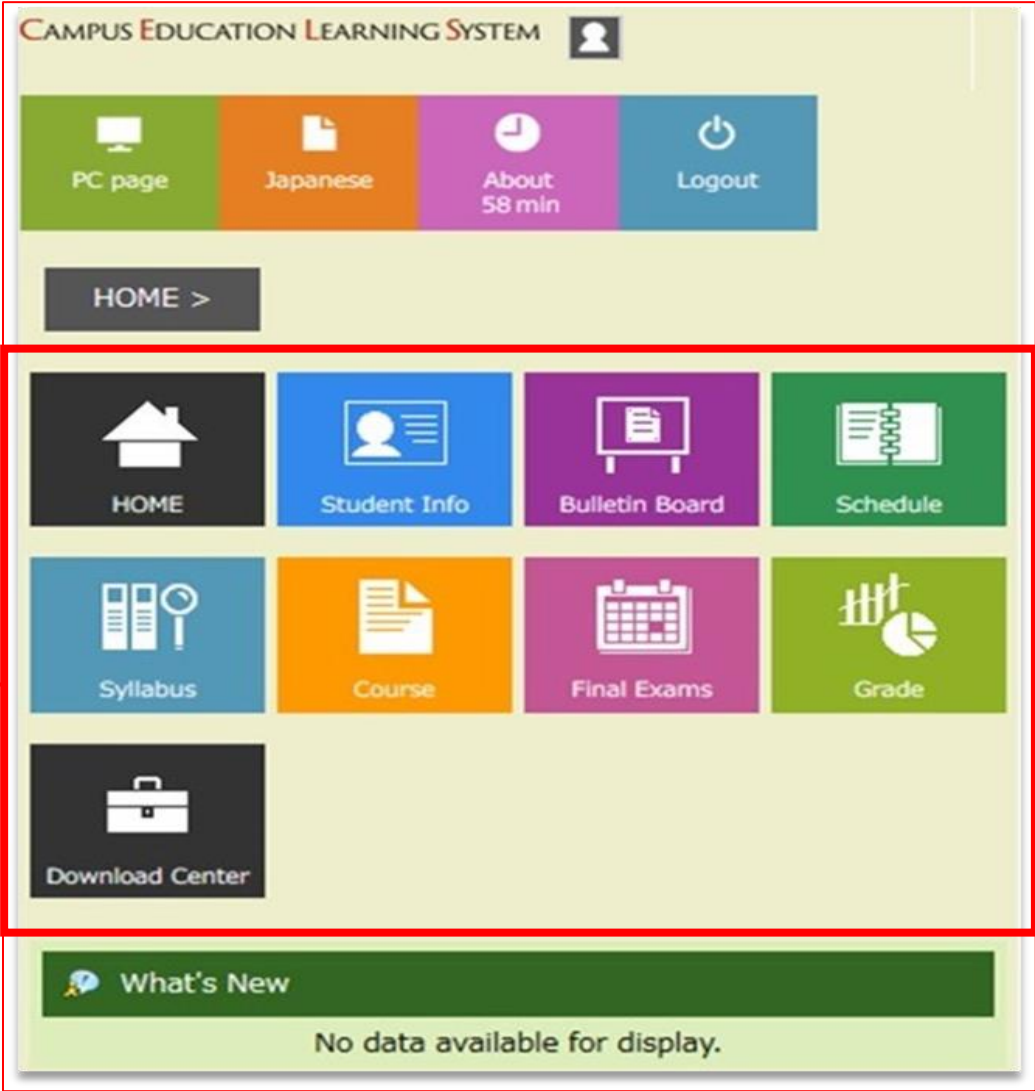 CAMPUS EDUCATION LEARNING SYSTEM
PC page
Japanese
About
58 min
Logout
HOME >
HOME
Student Info
Bulletin Board
Schedule
Syllabus
Course
Final Exams
Grade
Download Center
What's New
No data available for display.